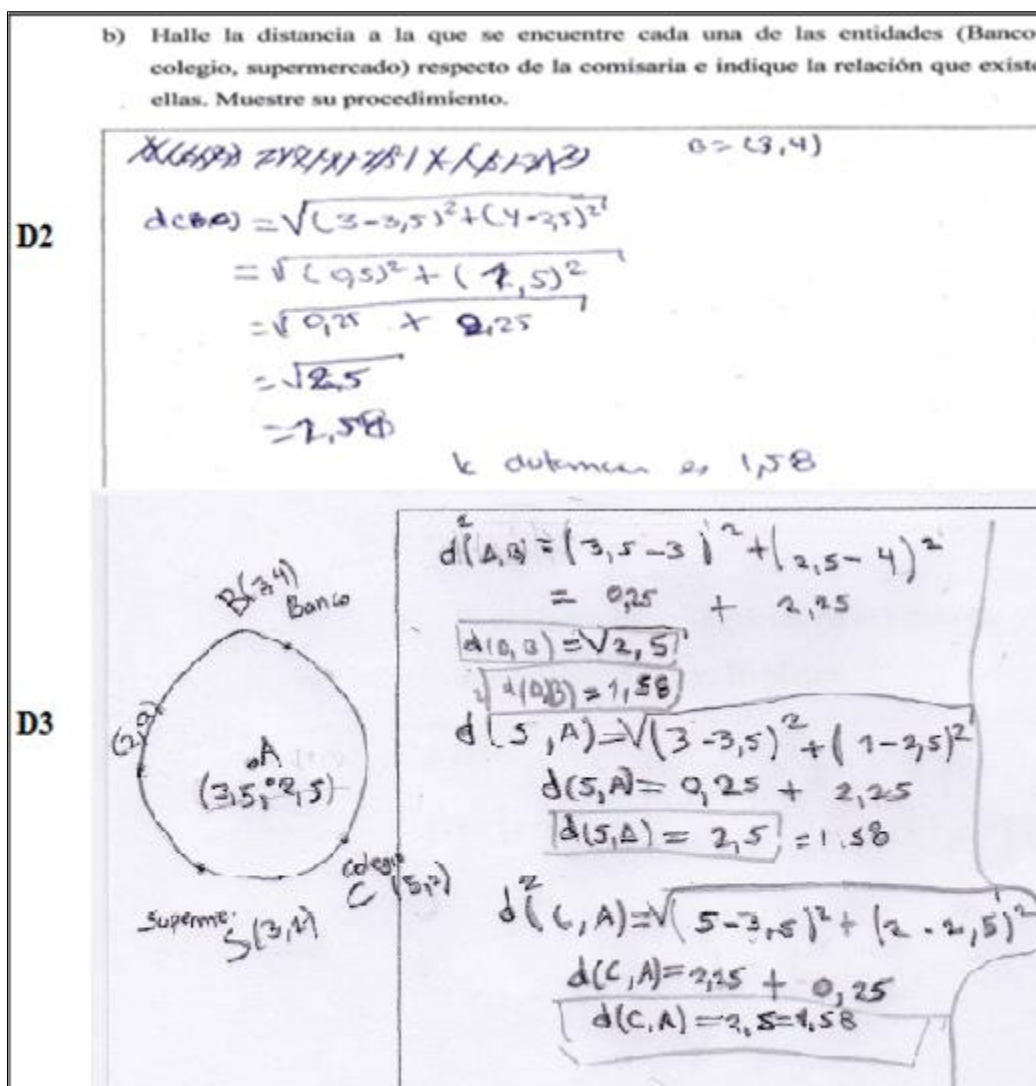 b) Halle la distancia a la que se encuentre cada una de las entidades (Banco
colegio, supermercado) respecto de la comisaria e indique la relación que existe
ellas. Muestre su procedimiento.
B = (3,4)
D2
= √(3-3,5)²+(4-2,5)²
= √(0,5)² + (1,5)²
= √0,25 + 2,25
= √2,5
= 1,58
es 1,58
D3
B(3,4)
Banco
A
(3,5, 2,5)
colegio
C (5,2)
Superme.
S(3,1)
d²(A,B) = (3,5-3)² + (2,5-4)²
= 0,25 + 2,25
= √2,5
= 1,58
d(S,A) = √(3-3,5)² + (1-2,5)²
d(S,A) = 0,25 + 2,25
d(S,A) = 2,5 = 1.58
d²(C,A) = √(5-3,5)² + (2-2,5)²
d(C,A) = 2,25 + 0,25
d(C,A) = 2,5 = 1.58